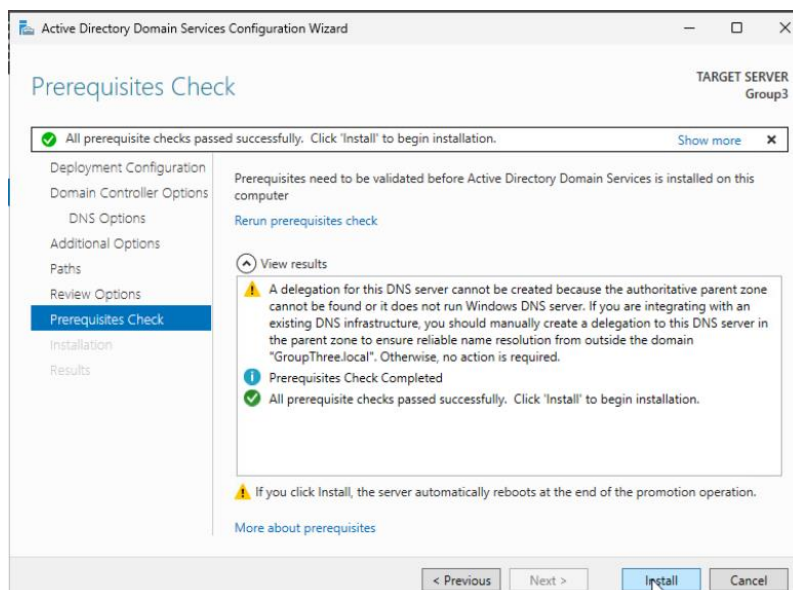 Active Directory Domain Services Configuration Wizard
Prerequisites Check
TARGET SERVER
Group3
All prerequisite checks passed successfully. Click 'Install' to begin installation.
Show more
Deployment Configuration
Domain Controller Options
DNS Options
Additional Options
Paths
Review Options
Prerequisites Check
Installation
Results
Prerequisites need to be validated before Active Directory Domain Services is installed on this
computer
Rerun prerequisites check
View results
A delegation for this DNS server cannot be created because the authoritative parent zone
cannot be found or it does not run Windows DNS server. If you are integrating with an
existing DNS infrastructure, you should manually create a delegation to this DNS server in
the parent zone to ensure reliable name resolution from outside the domain
"GroupThree.local". Otherwise, no action is required.
Prerequisites Check Completed
All prerequisite checks passed successfully. Click 'Install' to begin installation.
If you click Install, the server automatically reboots at the end of the promotion operation.
More about prerequisites
< Previous
Next >
Install
Cancel